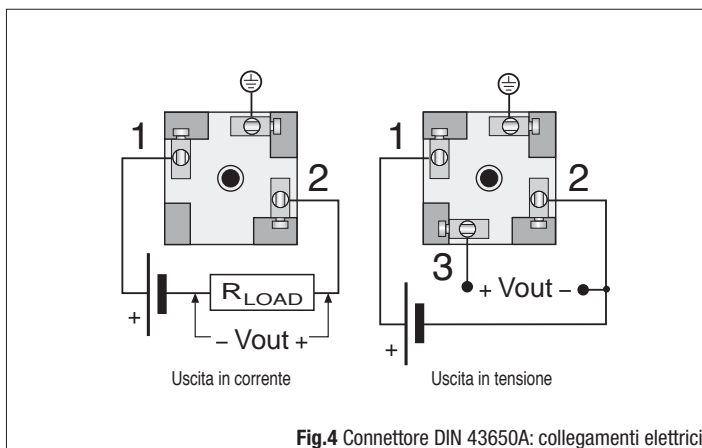 1
2
+
R LOAD
– Vout +
Uscita in corrente
1
2
3
+ Vout –
+
Uscita in tensione
Fig.4 Connettore DIN 43650A: collegamenti elettrici